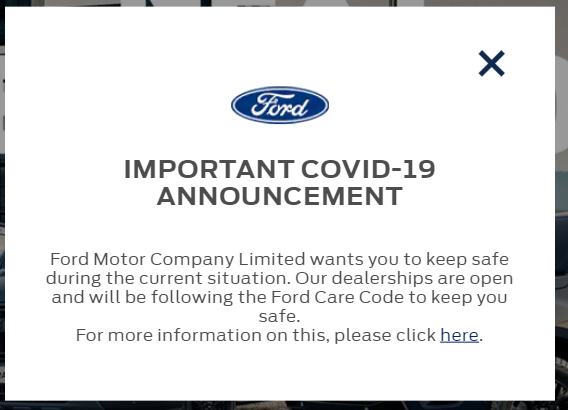 Ford
IMPORTANT COVID-19
ANNOUNCEMENT
Ford Motor Company Limited wants you to keep safe
during the current situation. Our dealerships are open
and will be following the Ford Care Code to keep you
safe.
For more information on this, please click here.